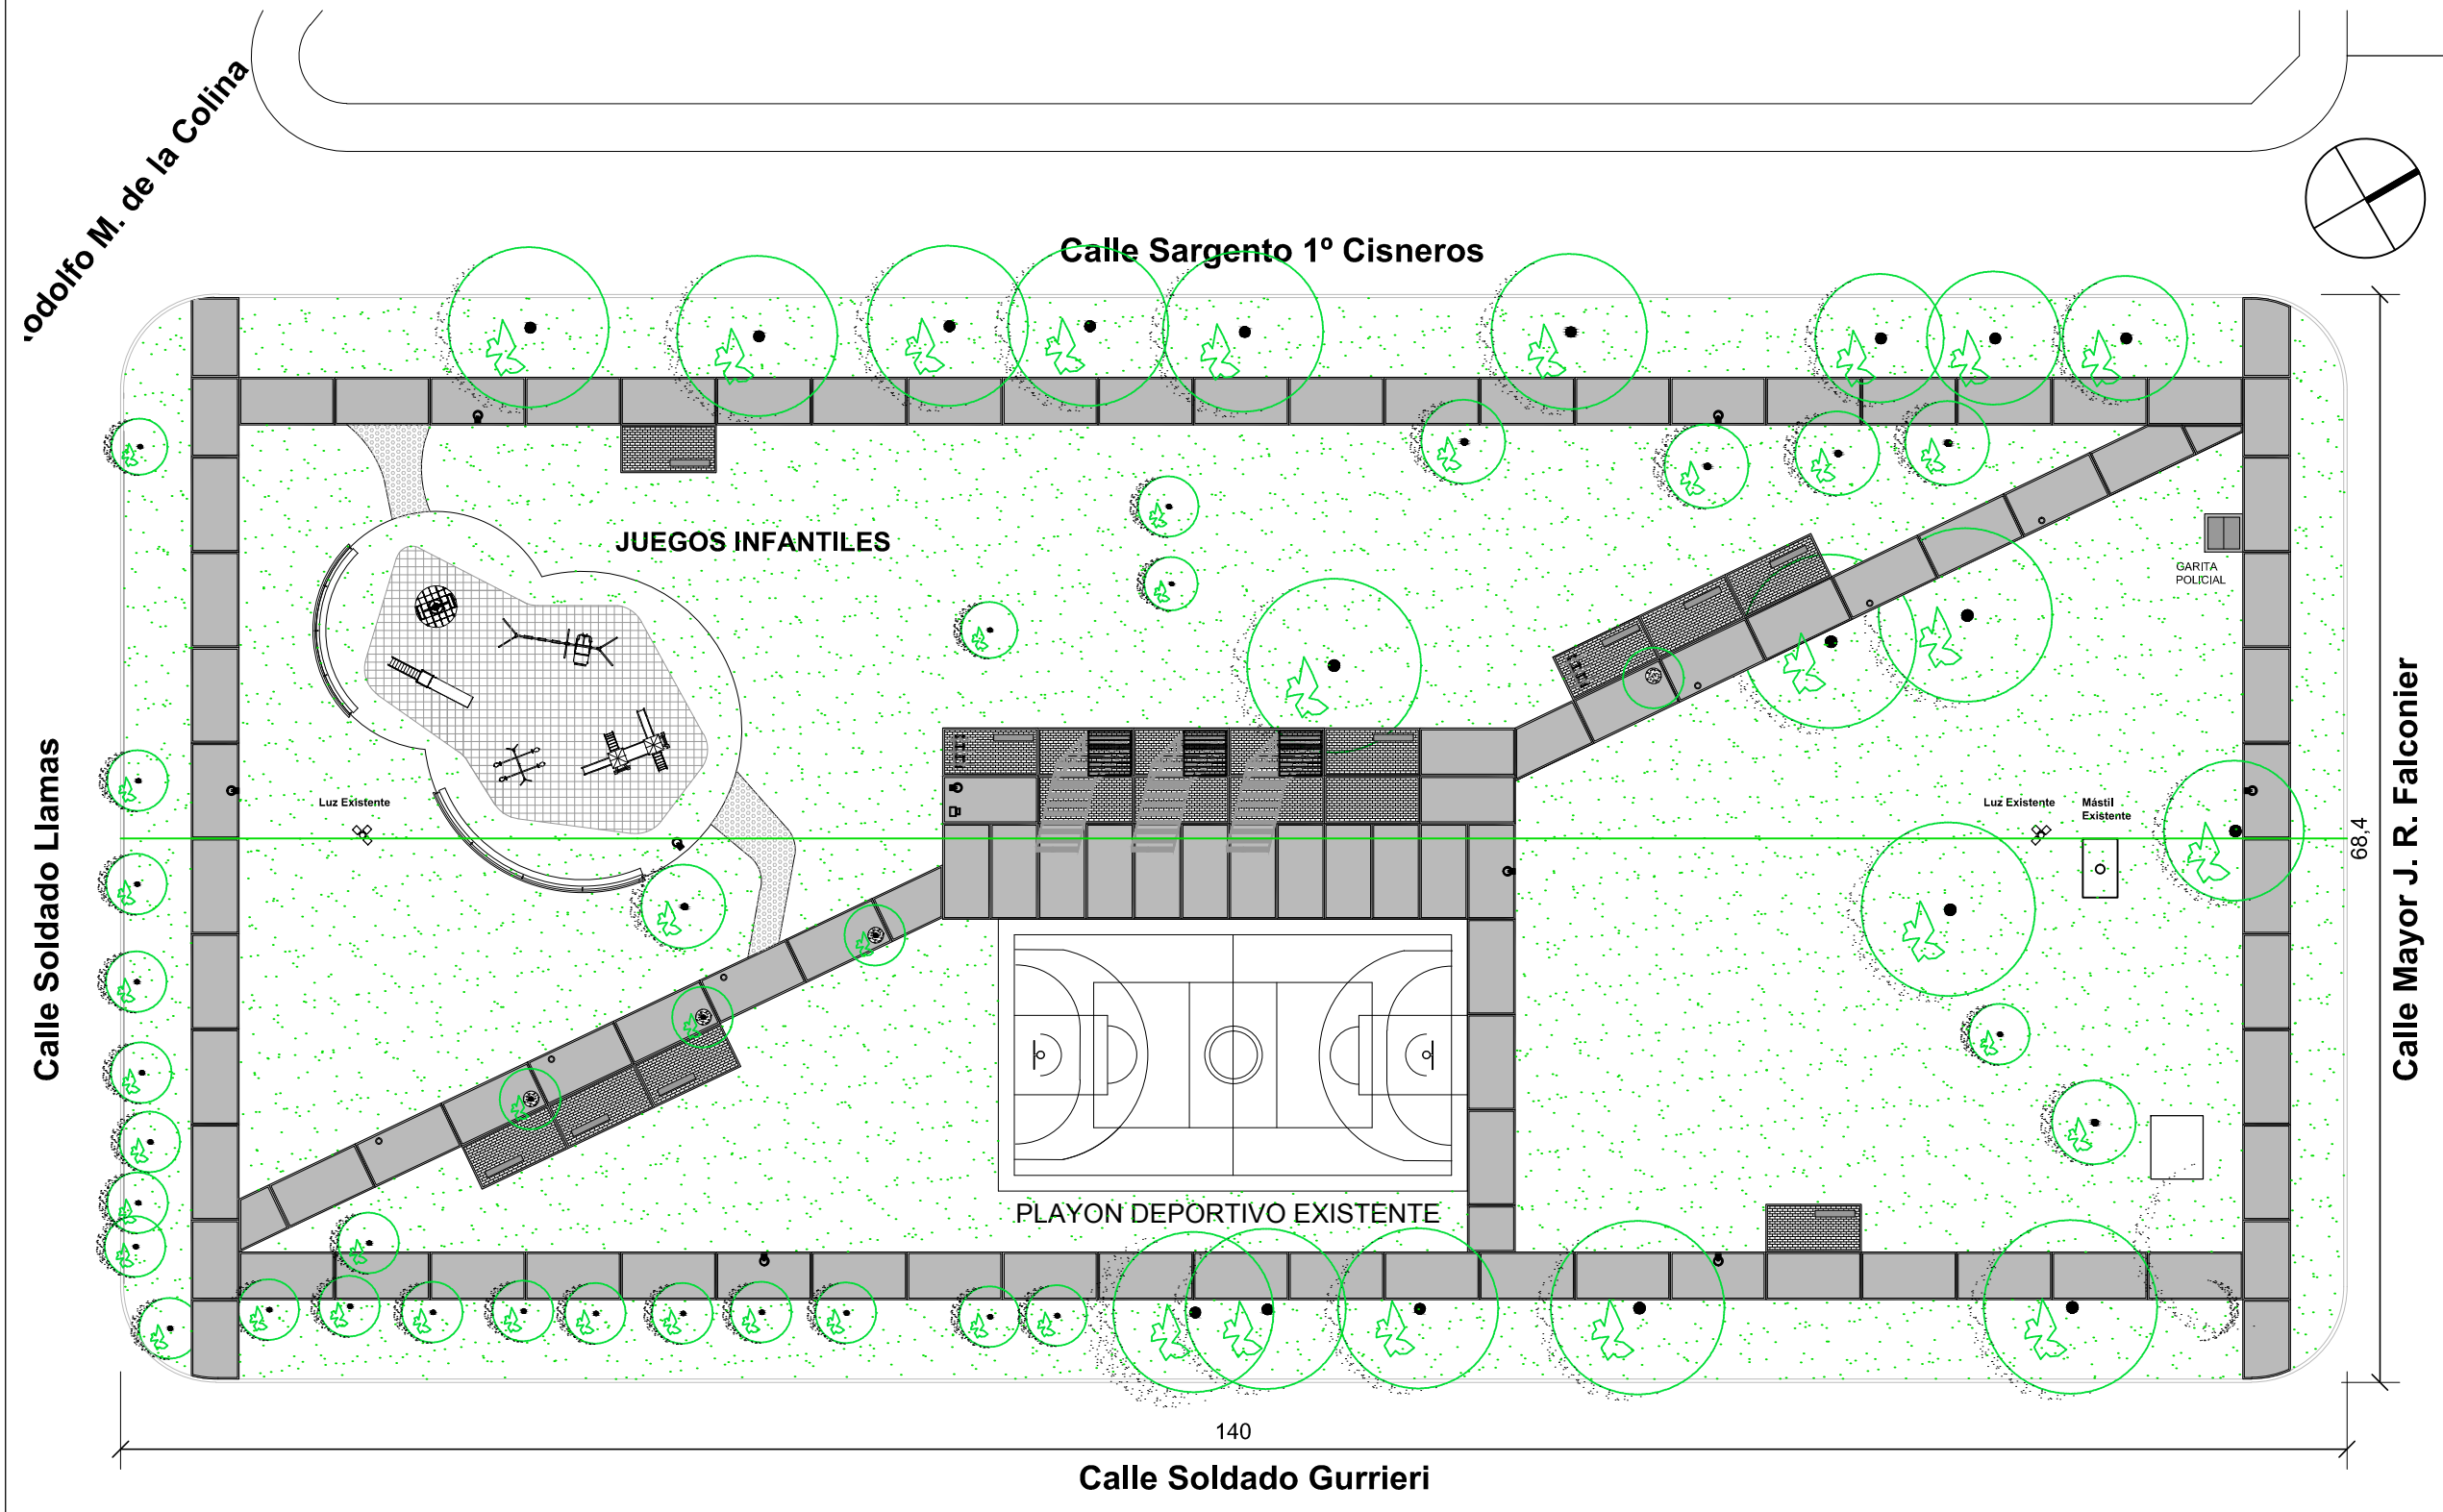 odolfo M. de la Colina
Calle Sargento 1º Cisneros
JUEGOS INFANTILES
GARITA
POLICIAL
Calle Soldado Llamas
Luz Existente
Luz Existente
Mástil
Existente
68,4
Calle Mayor J. R. Falconier
PLAYON DEPORTIVO EXISTENTE
140
Calle Soldado Gurrieri